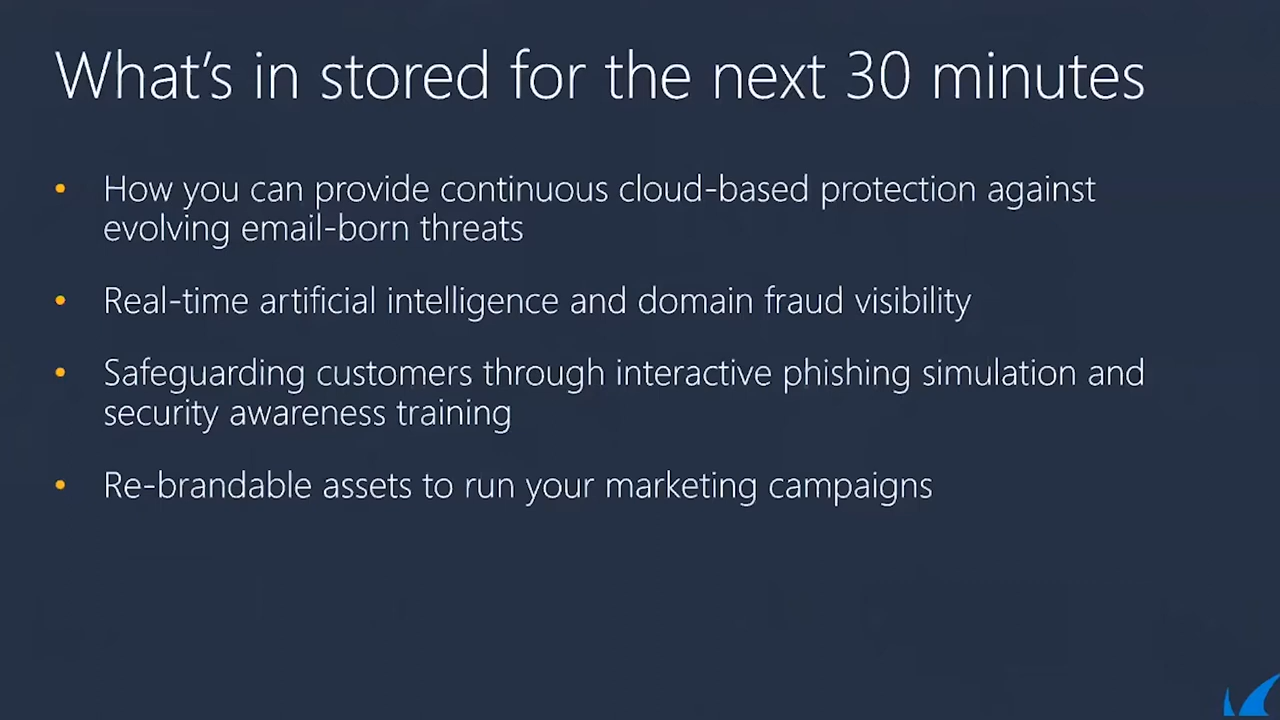 What's in stored for the next 30 minutes
• How you can provide continuous cloud-based protection against
evolving email-born threats
• Real-time artificial intelligence and domain fraud visibility
• Safeguarding customers through interactive phishing simulation and
security awareness training
• Re-brandable assets to run your marketing campaigns